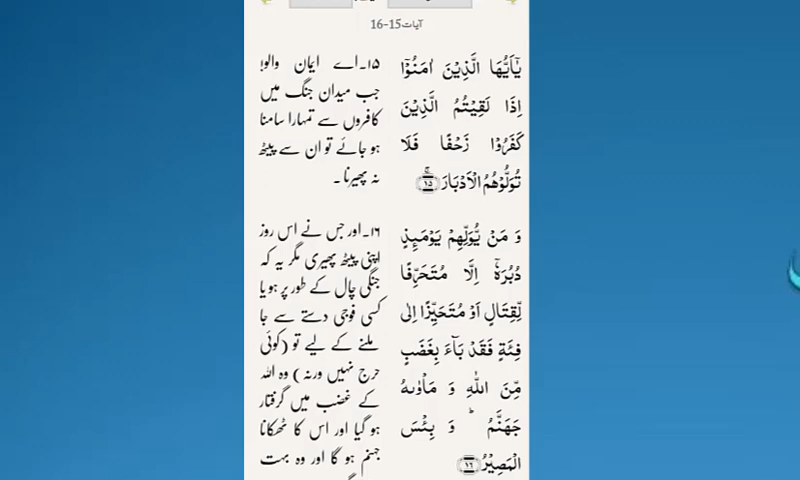 آیات 15-16
یٰۤاَیُّہَا الَّذِیۡنَ اٰمَنُوۡۤا
اِذَا لَقِیۡتُمُ الَّذِیۡنَ
کَفَرُوۡا زَحۡفًا فَلَا
تُوَلُّوۡہُمُ الۡاَدۡبَارَ ﴿ۚ۱۵﴾
۱۵۔اے ایمان والو!
جب میدان جنگ میں
کافروں سے تمہارا سامنا
ہو جائے تو ان سے پیٹھ
نہ پھیرنا۔
وَ مَنۡ یُّوَلِّہِمۡ یَوۡمَئِذٍ
دُبُرَہٗۤ اِلَّا مُتَحَرِّفًا
لِّقِتَالٍ اَوۡ مُتَحَیِّزًا اِلٰی
فِئَۃٍ فَقَدۡ بَآءَ بِغَضَبٍ
مِّنَ اللّٰہِ وَ مَاۡوٰىہُ
جَہَنَّمُ ؕ وَ بِئۡسَ
الۡمَصِیۡرُ ﴿۱۶﴾
۱۶۔اور جس نے اس روز
اپنی پیٹھ پھیری مگر یہ کہ
جنگی چال کے طور پر ہو یا
کسی فوجی دستے سے جا
ملنے کے لیے تو (کوئی
حرج نہیں ورنہ) وہ اللہ
کے غضب میں گرفتار
ہو گیا اور اس کا ٹھکانا
جہنم ہو گا اور وہ بہت